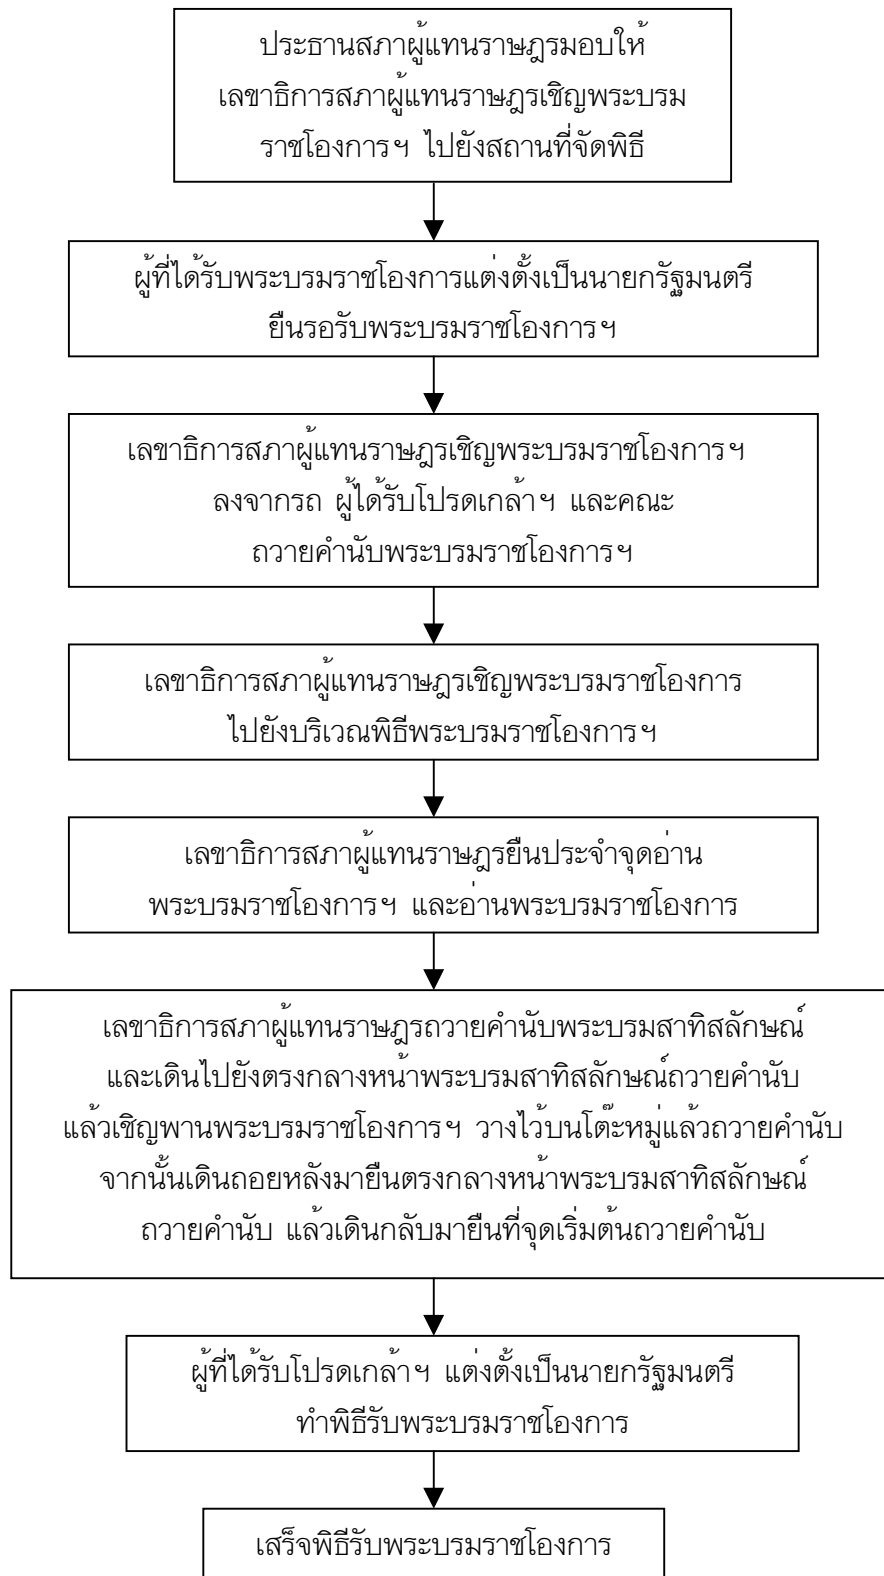 ประธานสภาผู้แทนราษฎรมอบให้
เลขาธิการสภาผู้แทนราษฎรเชิญพระบรม
ราชโองการฯ ไปยังสถานที่จัดพิธี
ผู้ที่ได้รับพระบรมราชโองการแต่งตั้งเป็นนายกรัฐมนตรี
ยืนรอรับพระบรมราชโองการฯ
เลขาธิการสภาผู้แทนราษฎรเชิญพระบรมราชโองการฯ
ลงจากรถ ผู้ได้รับโปรดเกล้าฯ และคณะ
ถวายคำนับพระบรมราชโองการฯ
เลขาธิการสภาผู้แทนราษฎรเชิญพระบรมราชโองการ
ไปยังบริเวณพิธีพระบรมราชโองการฯ
เลขาธิการสภาผู้แทนราษฎรยืนประจำจุดอ่าน
พระบรมราชโองการฯ และอ่านพระบรมราชโองการ
เลขาธิการสภาผู้แทนราษฎรถวายคำนับพระบรมสาทิสลักษณ์
และเดินไปยังตรงกลางหน้าพระบรมสาทิสลักษณ์ถวายคำนับ
แล้วเชิญพานพระบรมราชโองการฯ วางไว้บนโต๊ะหมู่แล้วถวายคำนับ
จากนั้นเดินถอยหลังมายืนตรงกลางหน้าพระบรมสาทิสลักษณ์
ถวายคำนับ แล้วเดินกลับมายืนที่จุดเริ่มต้นถวายคำนับ
ผู้ที่ได้รับโปรดเกล้าฯ แต่งตั้งเป็นนายกรัฐมนตรี
ทำพิธีรับพระบรมราชโองการ
เสร็จพิธีรับพระบรมราชโองการ